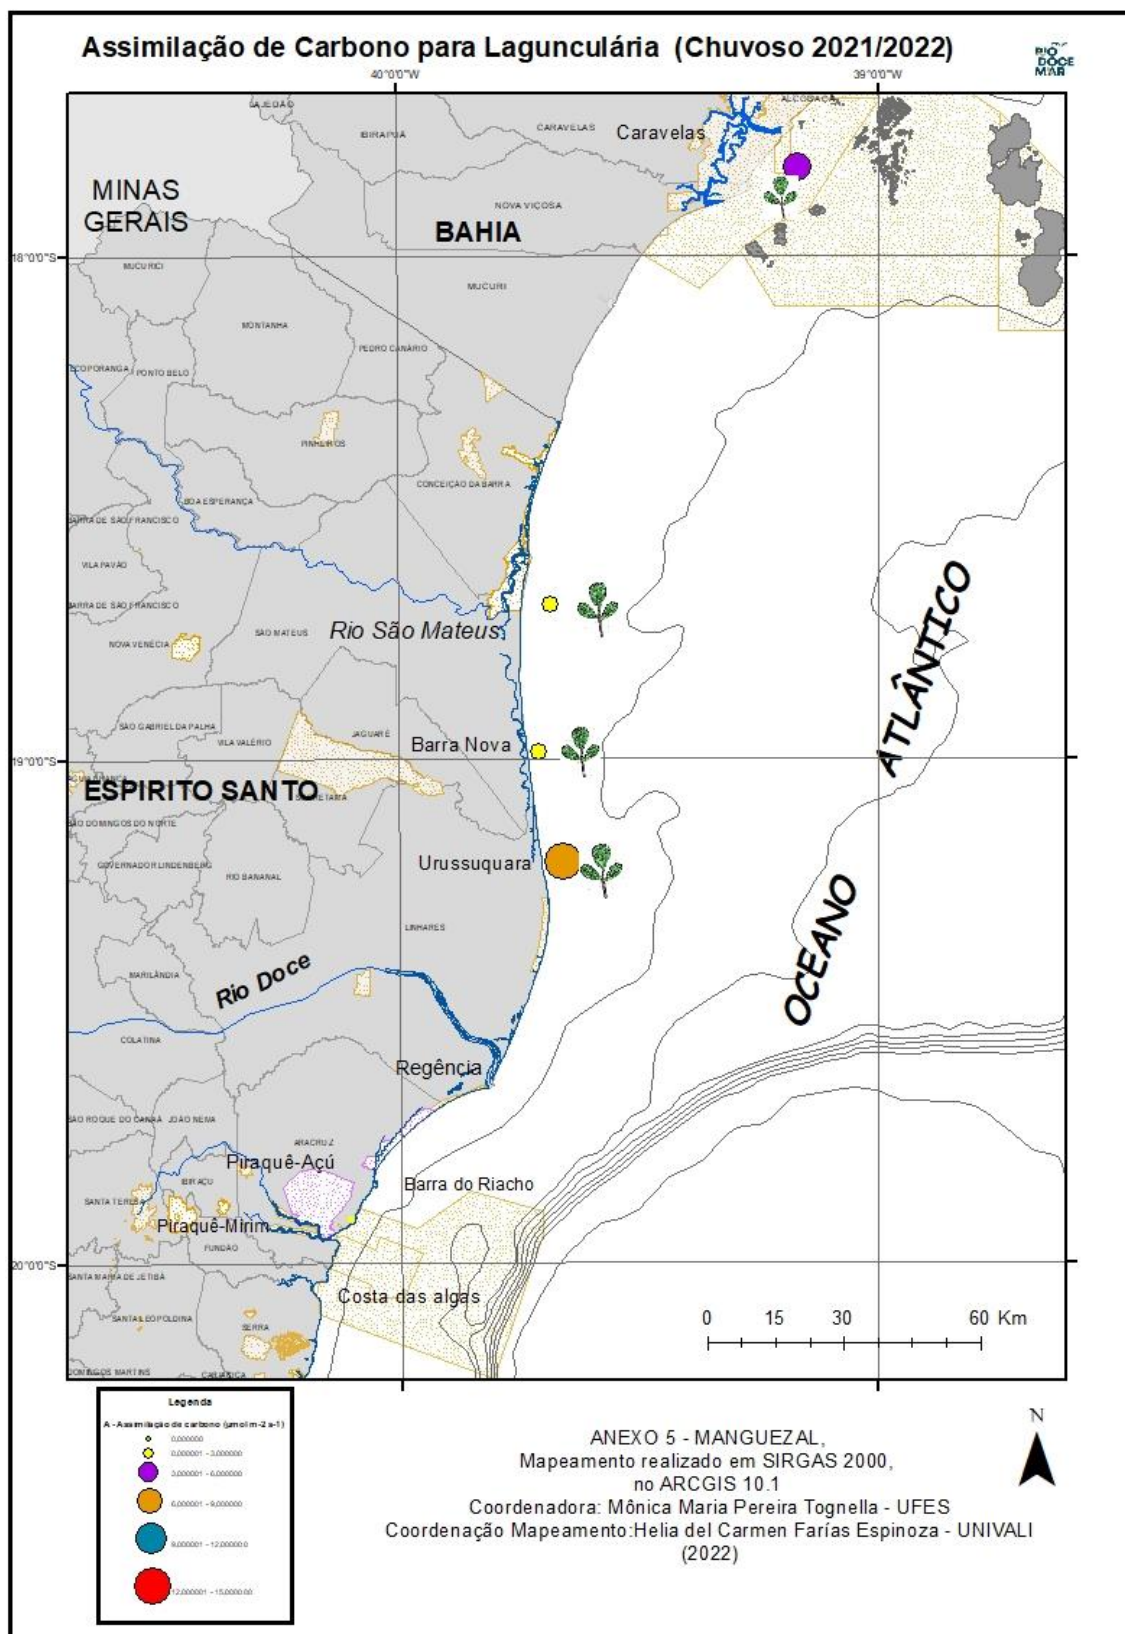 Assimilação de Carbono para Lagunculária (Chuvoso 2021/2022)
RIO
DOCE
MAR
40°0'0"W
39°0'0"W
ALCOBAÇA
IBIRAPUÃ
CARAVELAS
Caravelas
MINAS
GERAIS
NOVA VIÇOSA
BAHIA
18°0'0"S
MUCURICI
MUCURI
MONTANHA
PEDRO CANÁRIO
ECOPORANGA
PONTO BELO
PINHEIROS
CONCEIÇÃO DA BARRA
BOA ESPERANÇA
BARRA DE SÃO FRANCISCO
VILA PAVÃO
BARRA DE SÃO FRANCISCO
SÃO MATEUS
Rio São Mateus
NOVA VENÉCIA
ATLÂNTICO
SÃO GABRIEL DA PALHA
VILA VALÉRIO
JAGUARÉ
Barra Nova
19°0'0"S
ESPIRITO SANTO
SÃO DOMINGOS DO NORTE
GOVERNADOR LINDENBERG
RIO BANANAL
Urussuquara
LINHARES
OCEANO
MARILÂNDIA
Rio Doce
COLATINA
Regência
SÃO ROQUE DO CANAÃ
JOÃO NEIVA
ARACRUZ
Piraquê-Açú
IBIRAÇU
Barra do Riacho
SANTA TERESA
Piraquê-Mirim
FUNDÃO
20°0'0"S
SANTA MARIA DE JETIBÁ
Costa das algas
SANTA LEOPOLDINA
SERRA
0 15 30 60 Km
DOMINGOS MARTINS
CARIACICA
Legenda
A - Assimilação de carbono (µmol m-2 s-1)
0,000000
0,000001 - 3,000000
3,000001 - 6,000000
6,000001 - 9,000000
9,000001 - 12,000000
12,000001 - 15,000000
N
ANEXO 5 - MANGUEZAL,
Mapeamento realizado em SIRGAS 2000,
no ARCGIS 10.1
Coordenadora: Mônica Maria Pereira Tognella - UFES
Coordenação Mapeamento:Helia del Carmen Farías Espinoza - UNIVALI
(2022)